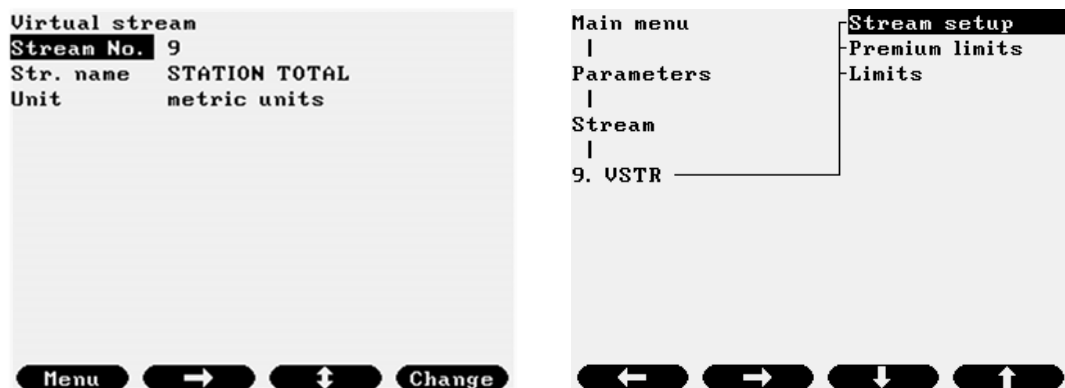 Virtual stream
Stream No. 9
Str. name STATION TOTAL
Unit metric units
Menu Change
Main menu
Parameters
Stream
9. VSTR
Stream setup
Premium limits
Limits